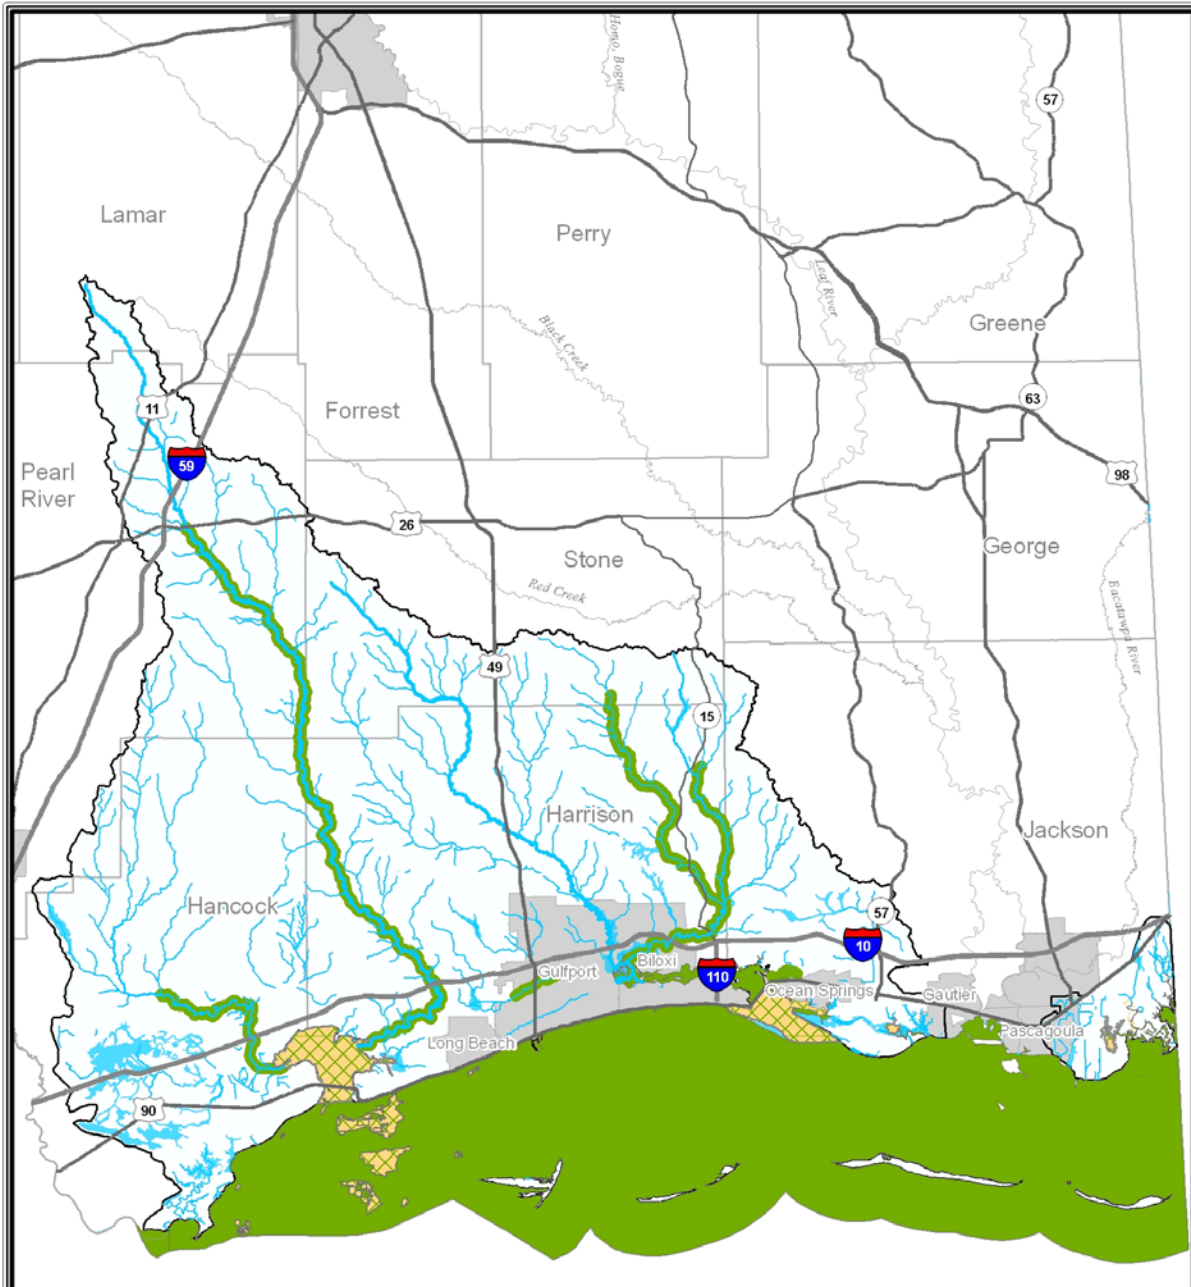 Homo, Bogue
57
Lamar
Perry
Leaf River
Greene
Black Creek
63
11
Forrest
59
Pearl
River
98
26
Stone
George
Red Creek
Escatawpa River
49
15
Harrison
Jackson
Hancock
57
10
Biloxi
Gulfport
110
Ocean Springs
Gautier
Pascagoula
Long Beach
90